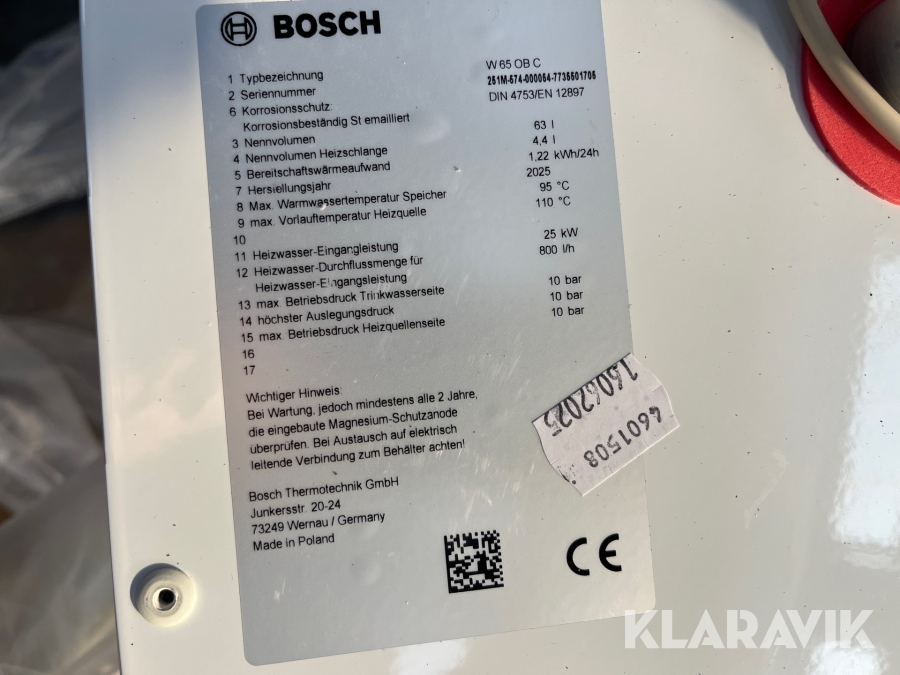 BOSCH
1 Typbezeichnung W 65 OB C
2 Seriennummer 251M-574-000054-7735501705
6 Korrosionsschutz: DIN 4753/EN 12897
Korrosionsbeständig St emailliert
3 Nennvolumen 63 l
4 Nennvolumen Heizschlange 4,4 l
5 Bereitschaftswärmeaufwand 1,22 kWh/24h
7 Herstellungsjahr 2025
8 Max. Warmwassertemperatur Speicher 95 °C
9 max. Vorlauftemperatur Heizquelle 110 °C
10
11 Heizwasser-Eingangleistung 25 kW
12 Heizwasser-Durchflussmenge für 800 l/h
Heizwasser-Eingangsleistung
13 max. Betriebsdruck Trinkwasserseite 10 bar
14 höchster Auslegungsdruck 10 bar
15 max. Betriebsdruck Heizquellenseite 10 bar
16
17
Wichtiger Hinweis:
Bei Wartung, jedoch mindestens alle 2 Jahre,
die eingebaute Magnesium-Schutzanode
überprüfen. Bei Austausch auf elektrisch
leitende Verbindung zum Behälter achten!
Bosch Thermotechnik GmbH
Junkersstr. 20-24
73249 Wernau / Germany
Made in Poland
CE
4601508
16062025
KLARAVIK